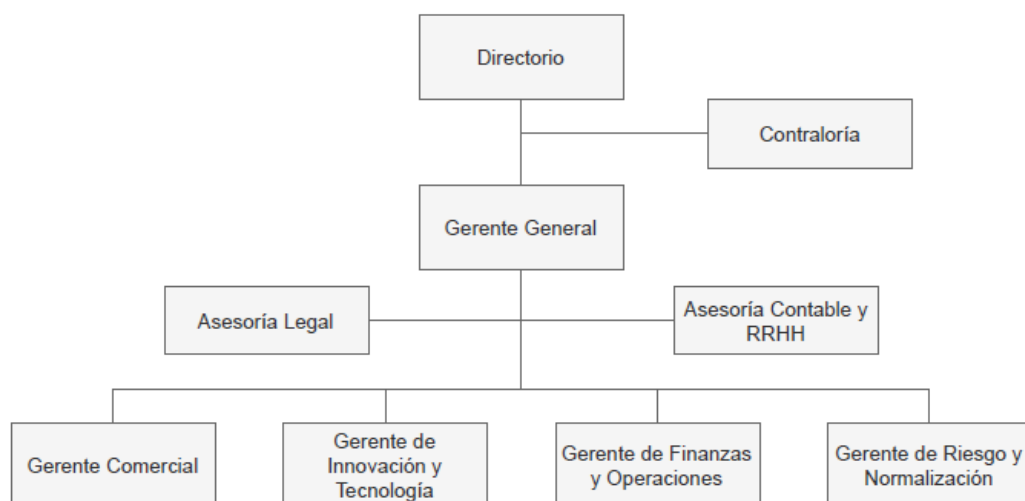 Directorio
Contraloría
Gerente General
Asesoría Legal
Asesoría Contable y
RRHH
Gerente Comercial
Gerente de
Innovación y
Tecnología
Gerente de Finanzas
y Operaciones
Gerente de Riesgo y
Normalización